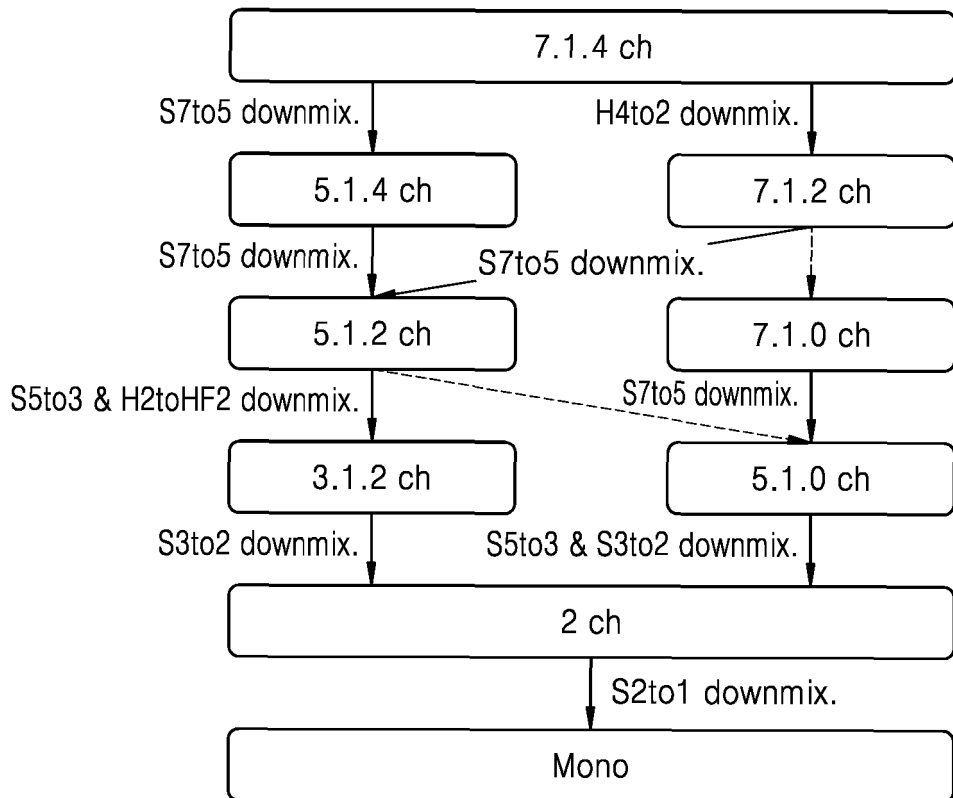 7.1.4 ch
S7to5 downmix.
H4to2 downmix.
5.1.4 ch
7.1.2 ch
S7to5 downmix.
S7to5 downmix.
5.1.2 ch
7.1.0 ch
S5to3 & H2toHF2 downmix.
S7to5 downmix.
3.1.2 ch
5.1.0 ch
S3to2 downmix.
S5to3 & S3to2 downmix.
2 ch
S2to1 downmix.
Mono